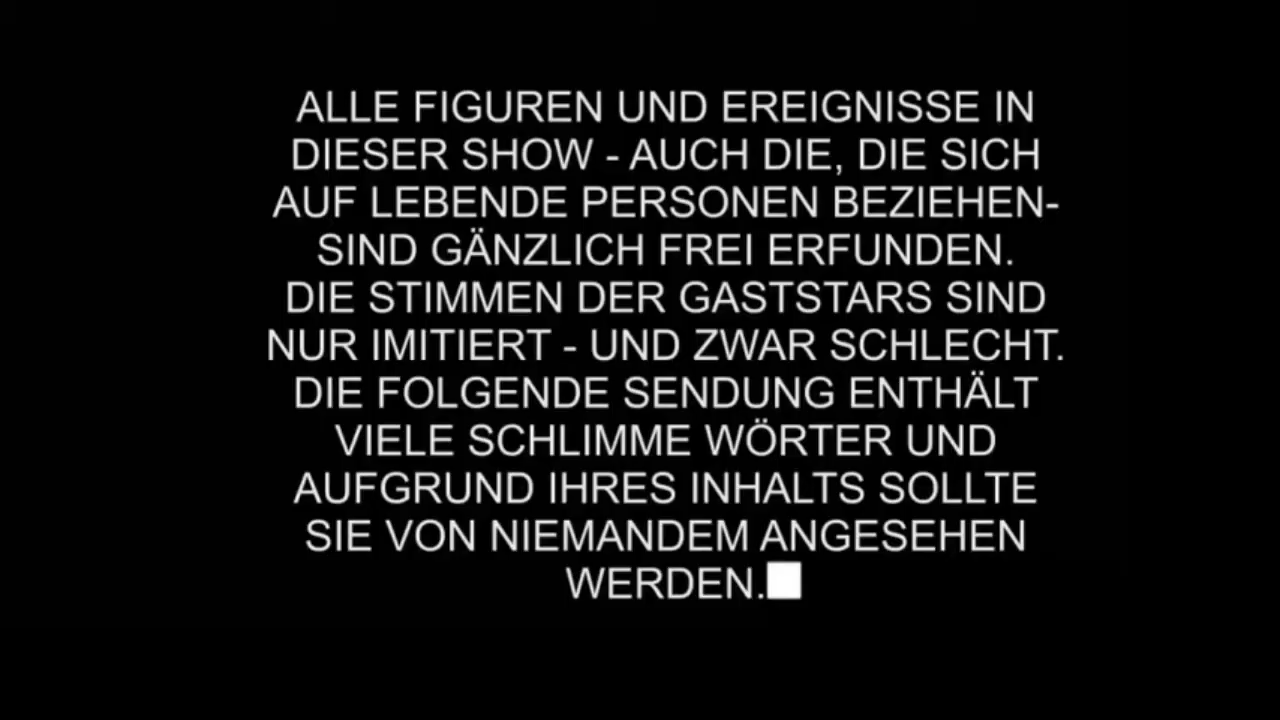 ALLE FIGUREN UND EREIGNISSE IN
DIESER SHOW - AUCH DIE, DIE SICH
AUF LEBENDE PERSONEN BEZIEHEN-
SIND GÄNZLICH FREI ERFUNDEN.
DIE STIMMEN DER GASTSTARS SIND
NUR IMITIERT - UND ZWAR SCHLECHT.
DIE FOLGENDE SENDUNG ENTHÄLT
VIELE SCHLIMME WÖRTER UND
AUFGRUND IHRES INHALTS SOLLTE
SIE VON NIEMANDEM ANGESEHEN
WERDEN.